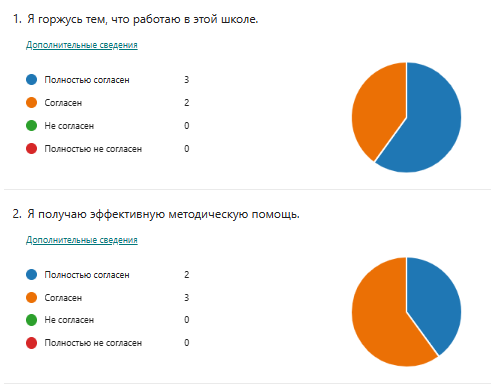 1. Я горжусь тем, что работаю в этой школе.
Дополнительные сведения
Полностью согласен 3
Согласен 2
Не согласен 0
Полностью не согласен 0
2. Я получаю эффективную методическую помощь.
Дополнительные сведения
Полностью согласен 2
Согласен 3
Не согласен 0
Полностью не согласен 0